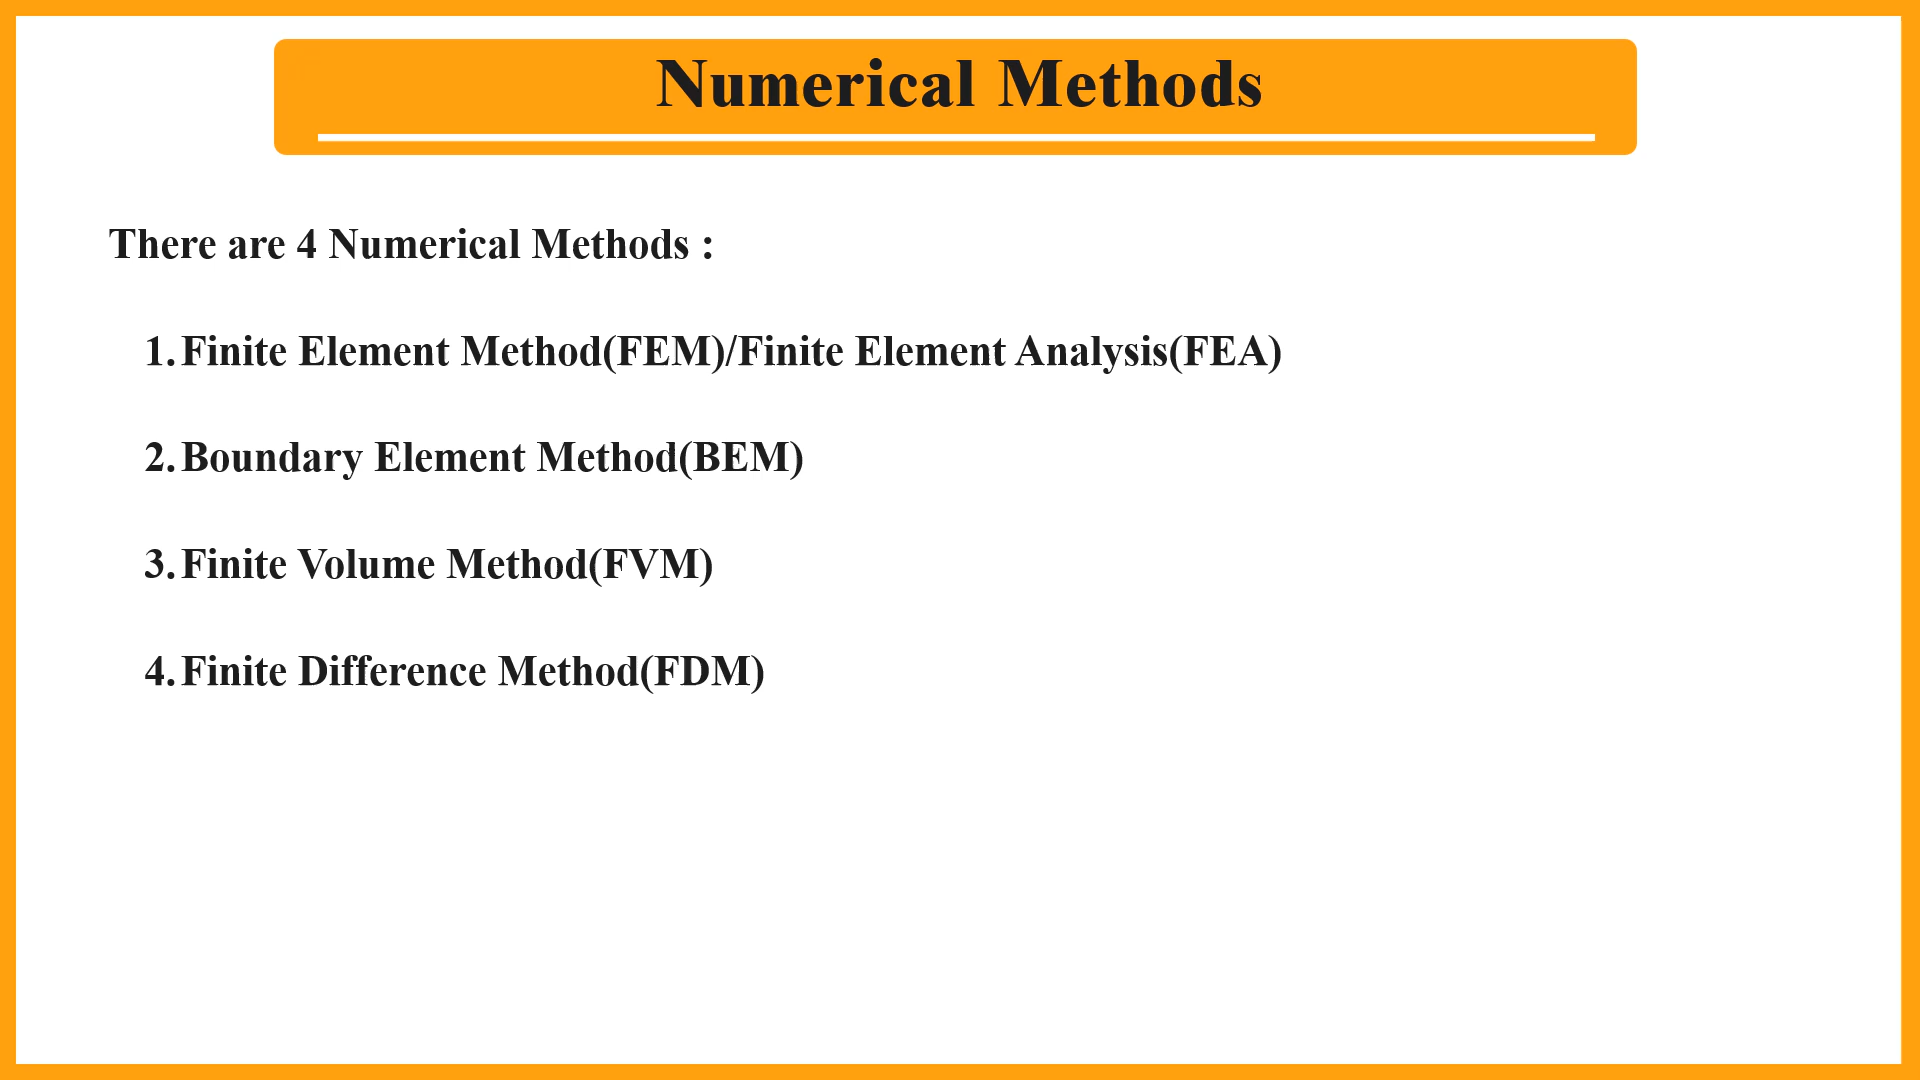 Numerical Methods
There are 4 Numerical Methods :
1. Finite Element Method(FEM)/Finite Element Analysis(FEA)
2. Boundary Element Method(BEM)
3. Finite Volume Method(FVM)
4. Finite Difference Method(FDM)